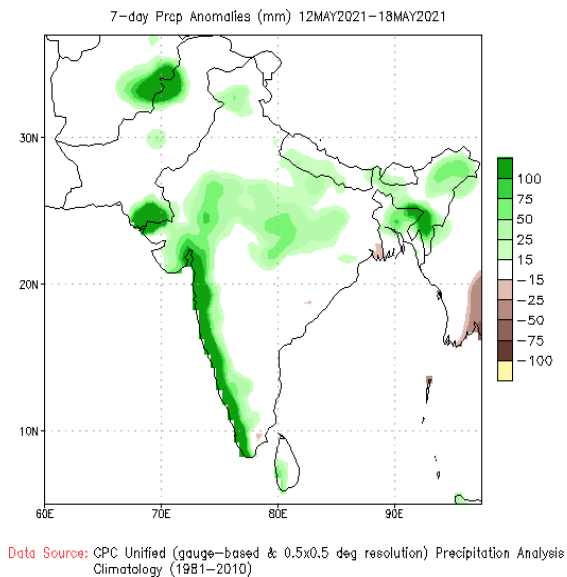 7-day Prcp Anomalies (mm) 12MAY2021-18MAY2021
30N
20N
10N
60E 70E 80E 90E
100
75
50
25
15
-15
-25
-50
-75
-100
Data Source: CPC Unified (gauge-based & 0.5x0.5 deg resolution) Precipitation Analysis
Climatology (1981-2010)